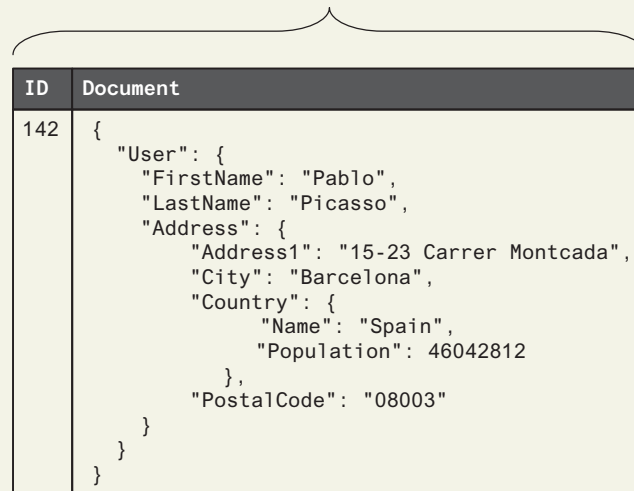 ID Document
142 {
"User": {
"FirstName": "Pablo",
"LastName": "Picasso",
"Address": {
"Address1": "15-23 Carrer Montcada",
"City": "Barcelona",
"Country": {
"Name": "Spain",
"Population": 46042812
},
"PostalCode": "08003"
}
}
}